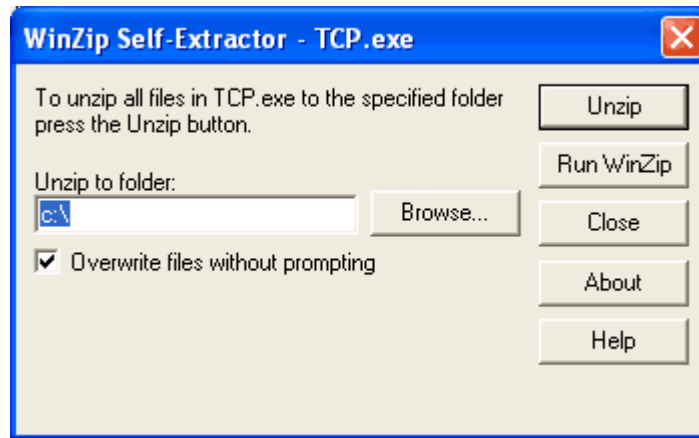 WinZip Self-Extractor - TCP.exe
To unzip all files in TCP.exe to the specified folder
press the Unzip button.
Unzip to folder:
c:\
Browse...
Overwrite files without prompting
Unzip
Run WinZip
Close
About
Help